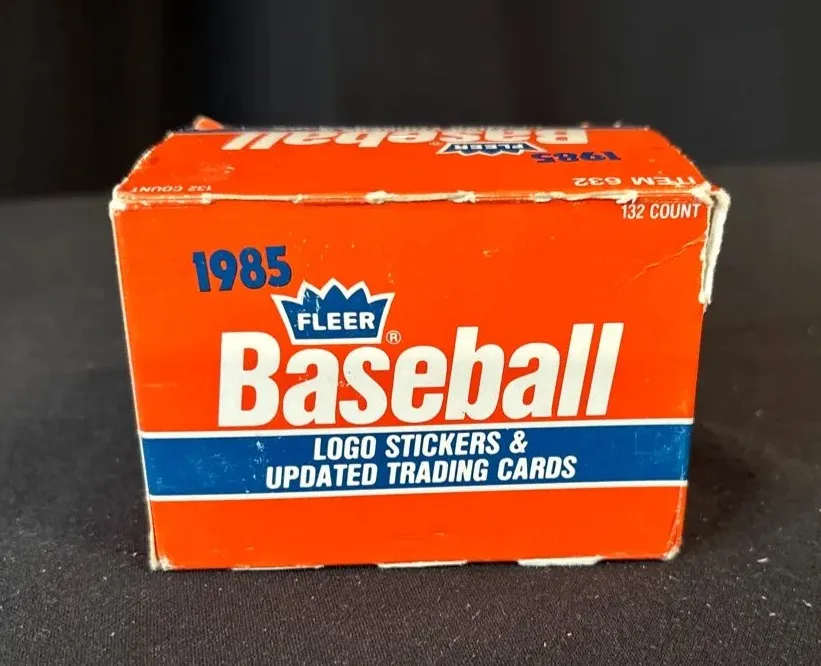 Baseball
FLEER
®
1985
132 COUNT
ITEM 632
132 COUNT
1985
FLEER
®
Baseball
LOGO STICKERS &
UPDATED TRADING CARDS